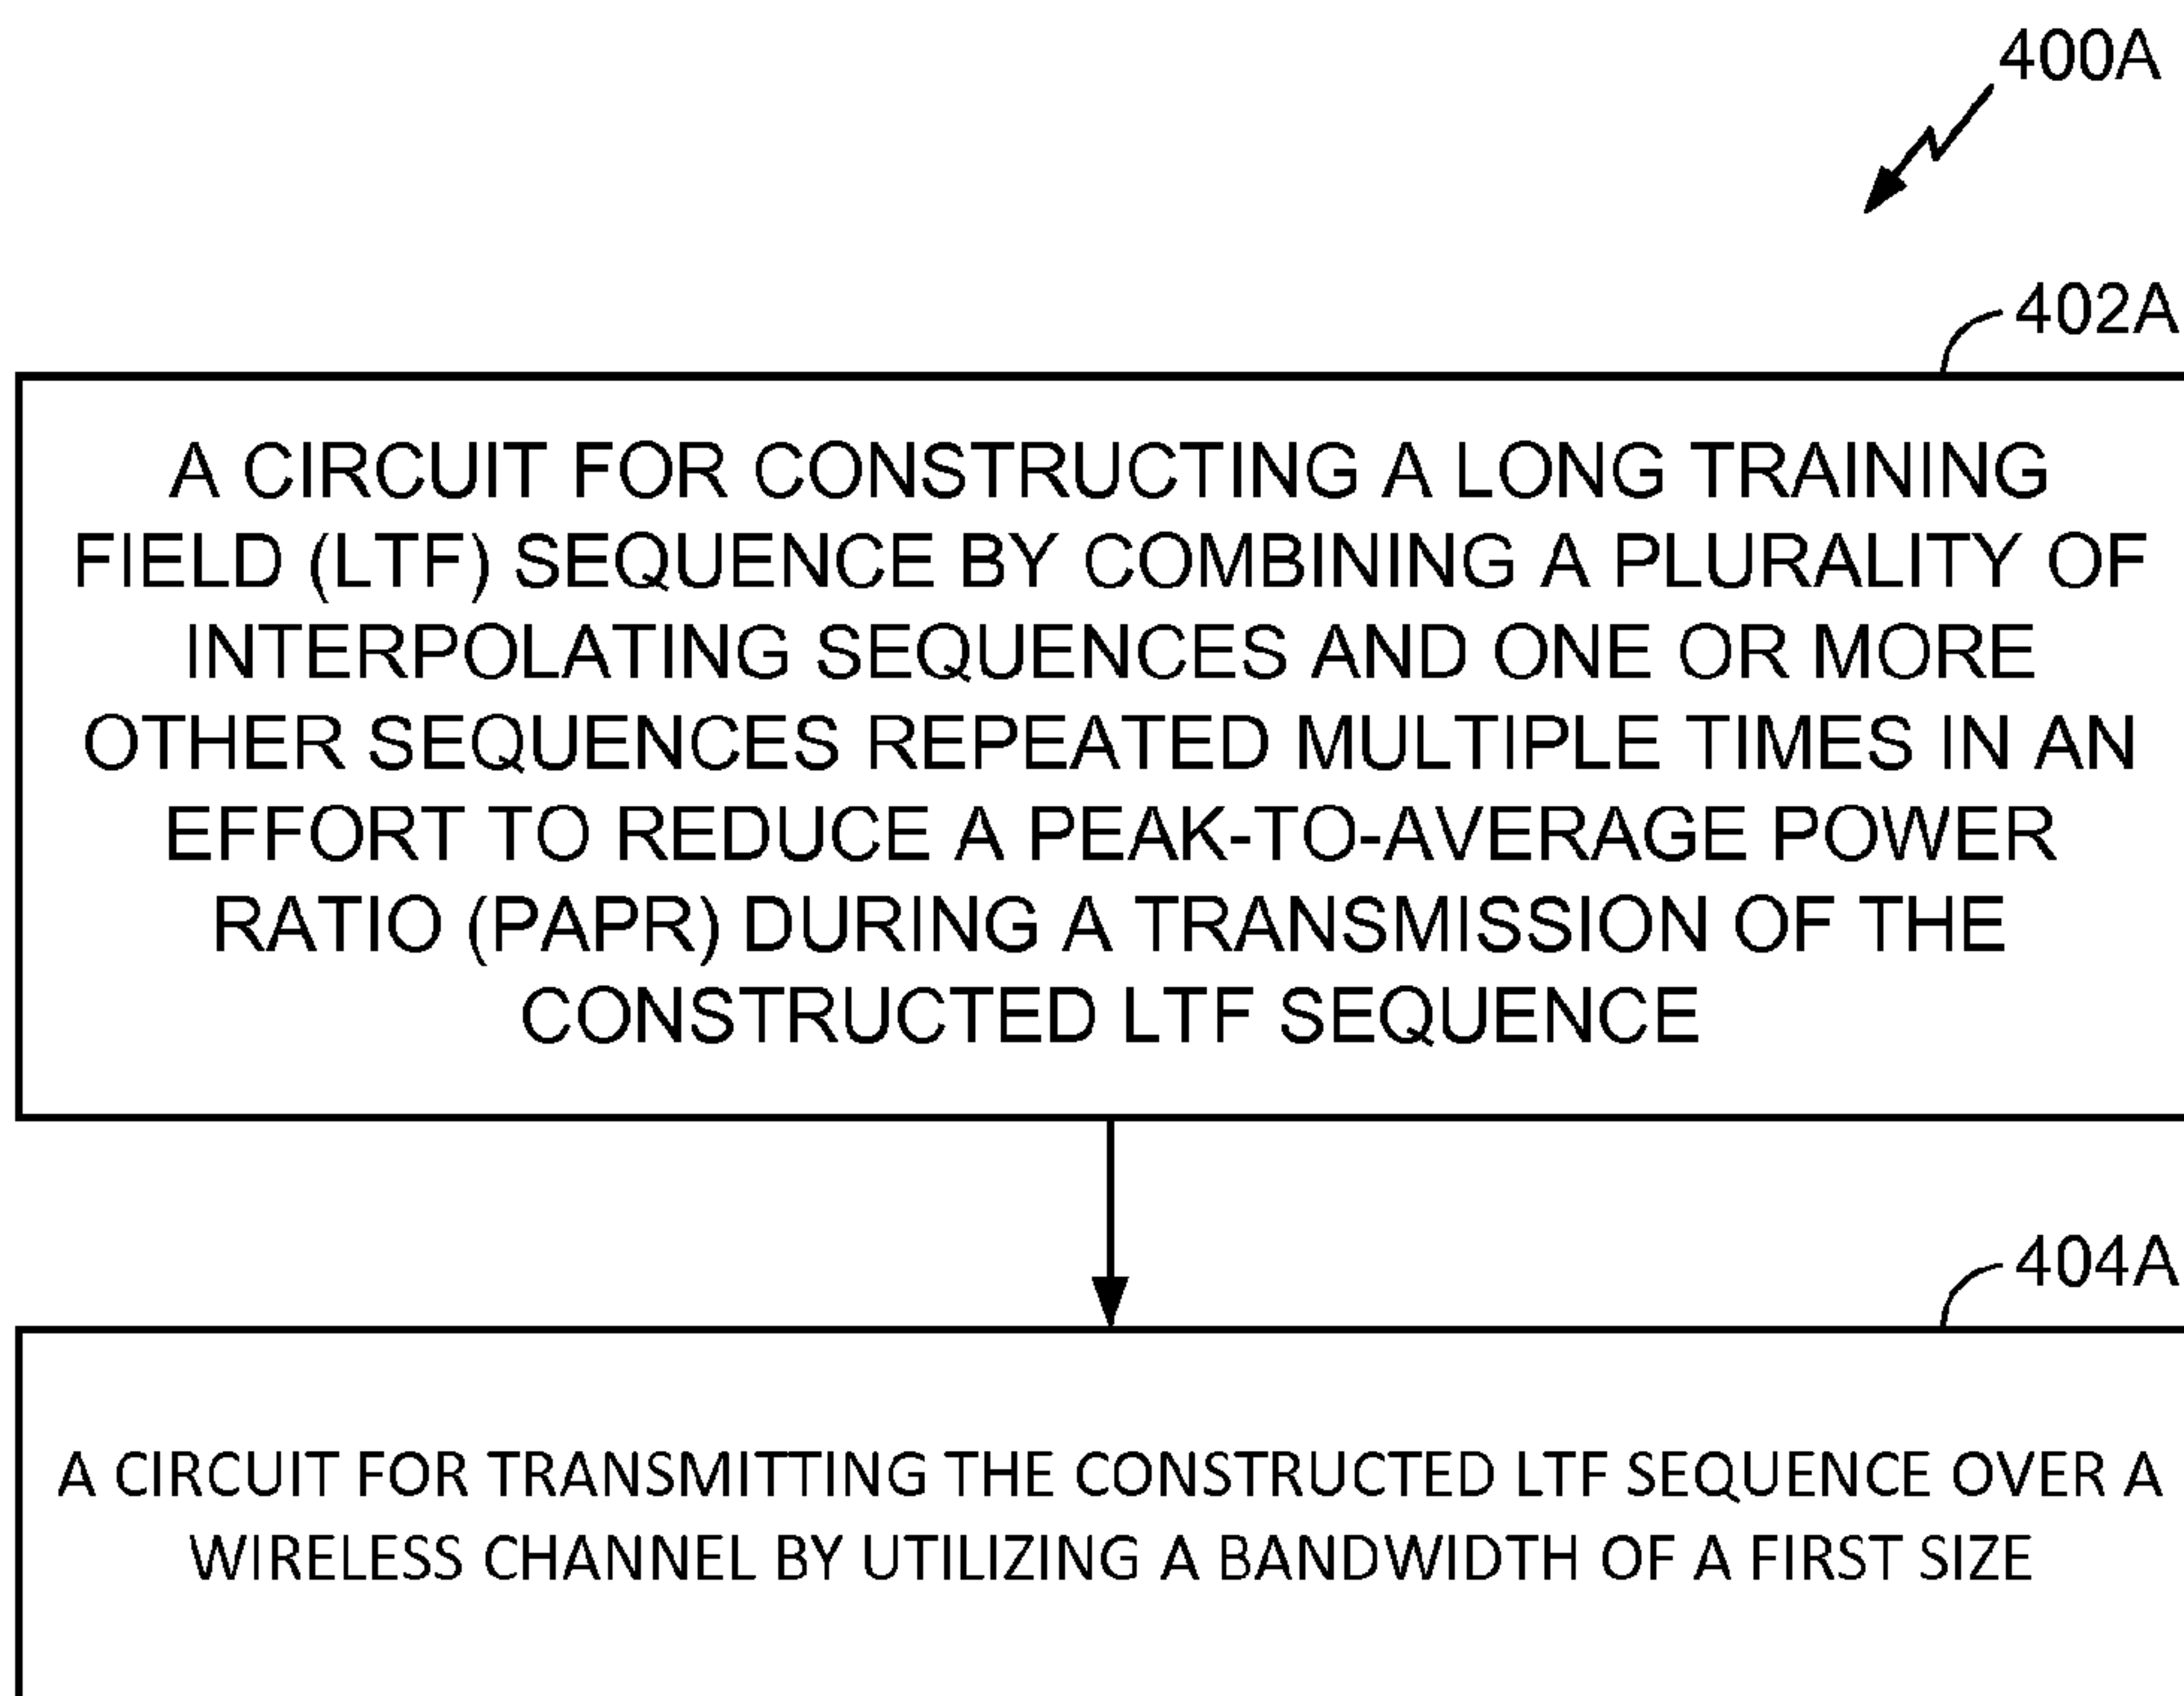 400A
402A
A CIRCUIT FOR CONSTRUCTING A LONG TRAINING
FIELD (LTF) SEQUENCE BY COMBINING A PLURALITY OF
INTERPOLATING SEQUENCES AND ONE OR MORE
OTHER SEQUENCES REPEATED MULTIPLE TIMES IN AN
EFFORT TO REDUCE A PEAK-TO-AVERAGE POWER
RATIO (PAPR) DURING A TRANSMISSION OF THE
CONSTRUCTED LTF SEQUENCE
404A
A CIRCUIT FOR TRANSMITTING THE CONSTRUCTED LTF SEQUENCE OVER A
WIRELESS CHANNEL BY UTILIZING A BANDWIDTH OF A FIRST SIZE